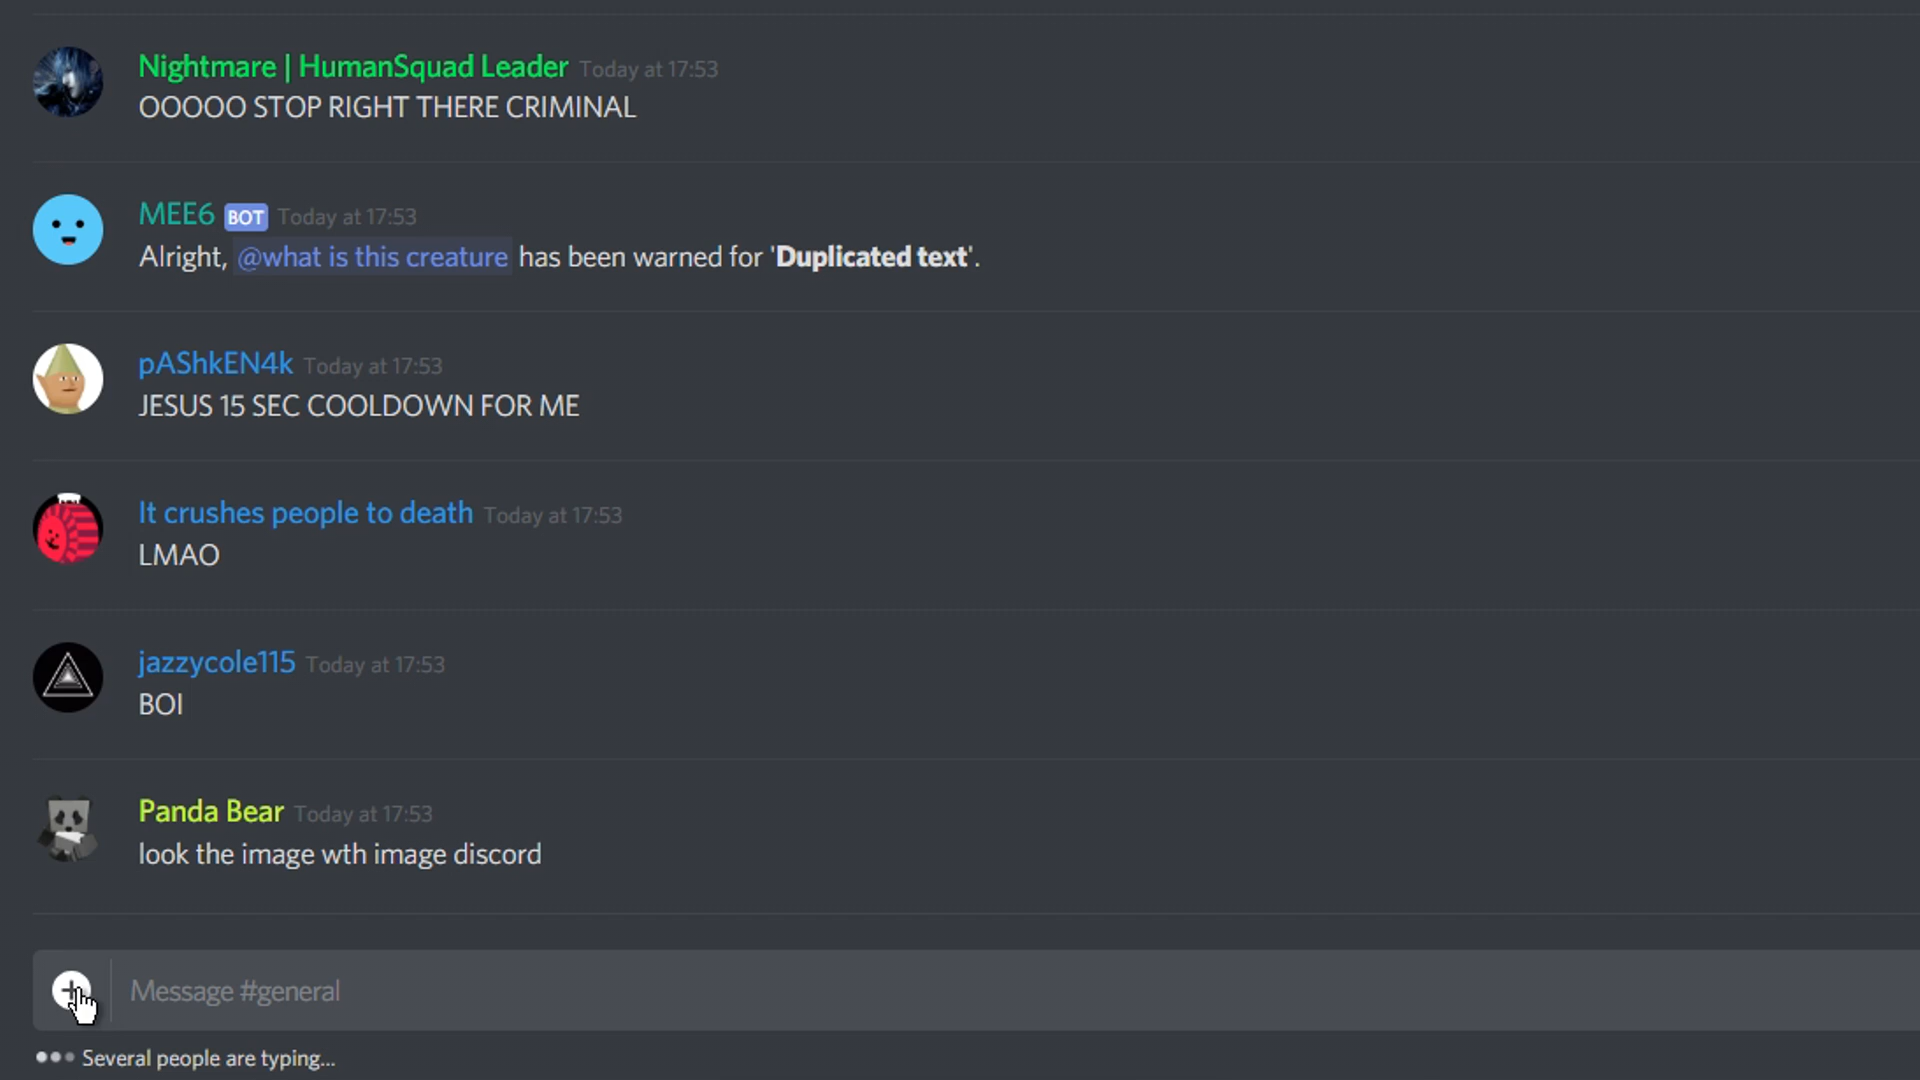 Nightmare | HumanSquad Leader Today at 17:53
OOOOO STOP RIGHT THERE CRIMINAL
MEE6 BOT Today at 17:53
Alright, @what is this creature has been warned for 'Duplicated text'.
pAShkEN4k Today at 17:53
JESUS 15 SEC COOLDOWN FOR ME
It crushes people to death Today at 17:53
LMAO
jazzycole115 Today at 17:53
BOI
Panda Bear Today at 17:53
look the image wth image discord
Message #general
Several people are typing...